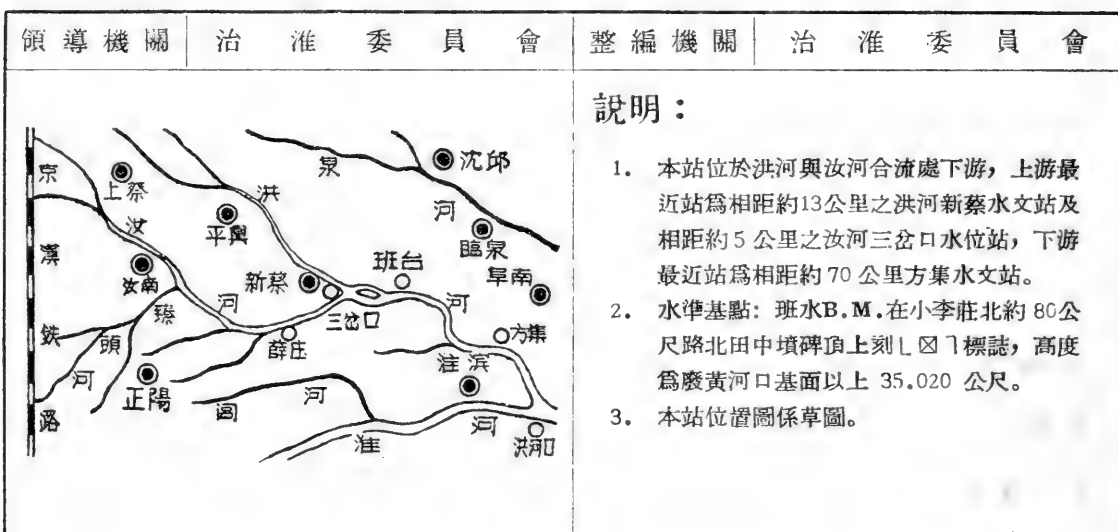 領導機關 治淮委員會 整編機關 治淮委員會
說明：
1. 本站位於洪河與汝河合流處下游，上游最
近站爲相距約13公里之洪河新蔡水文站及
相距約5公里之汝河三岔口水位站，下游
最近站爲相距約70公里方集水文站。
2. 水準基點：班水B.M.在小李莊北約80公
尺路北田中墳碑頂上刻⌊⊠⌉標誌，高度
爲廢黃河口基面以上 35.020 公尺。
3. 本站位置圖係草圖。
京漢鉄路
上蔡
汝河
洪河
泉河
沈邱
平輿
臨泉
阜南
汝南
新蔡
班台
三岔口
薛庄
方集
臻頭河
正陽
閭河
淮滨
淮河
洪河口